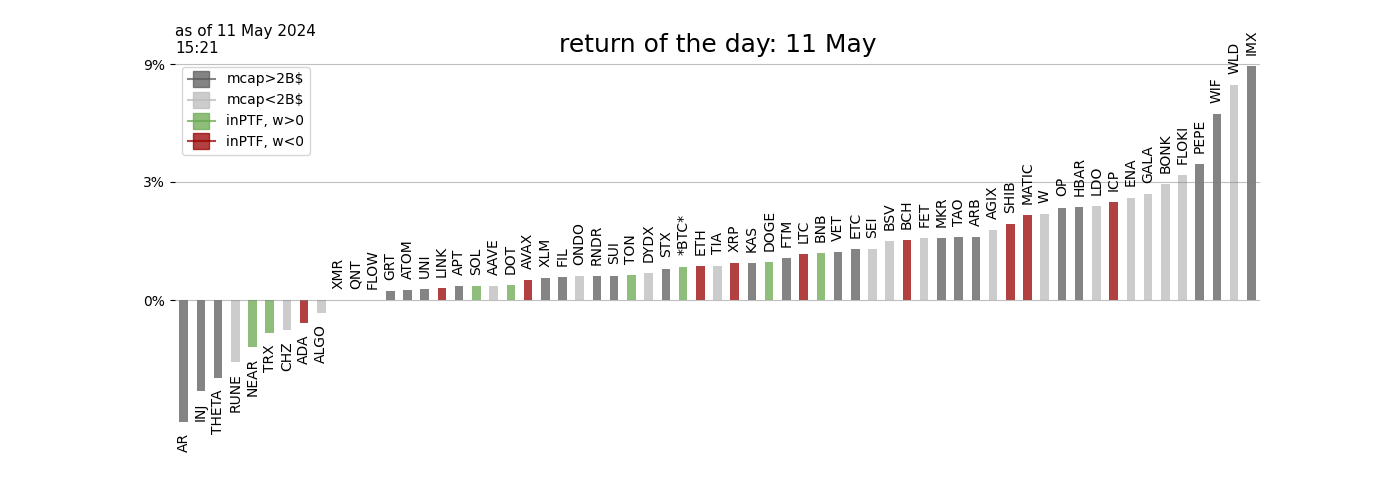 as of 11 May 2024
15:21
return of the day: 11 May
9%
3%
0%
mcap>2B$
mcap<2B$
inPTF, w>0
inPTF, w<0
AR
INJ
THETA
RUNE
NEAR
TRX
CHZ
ADA
ALGO
XMR
QNT
FLOW
GRT
ATOM
UNI
LINK
APT
SOL
AAVE
DOT
AVAX
XLM
FIL
ONDO
RNDR
SUI
TON
DYDX
STX
*BTC*
ETH
TIA
XRP
KAS
DOGE
FTM
LTC
BNB
VET
ETC
SEI
BSV
BCH
FET
MKR
TAO
ARB
AGIX
SHIB
MATIC
W
OP
HBAR
LDO
ICP
ENA
GALA
BONK
FLOKI
PEPE
WIF
WLD
IMX